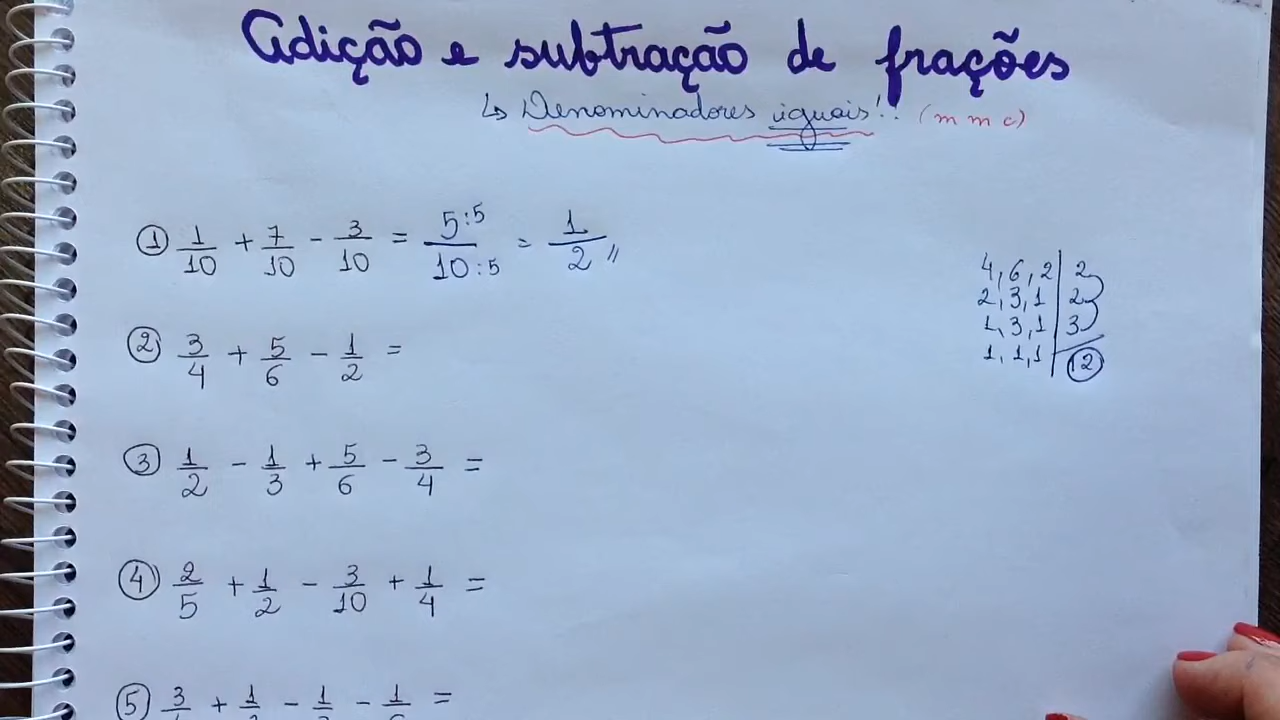 Adição e subtração de frações
↳ Denominadores iguais!! (mmc)
① 1/10 + 7/10 - 3/10 = 5:5/10:5 = 1/2 //
② 3/4 + 5/6 - 1/2 =
③ 1/2 - 1/3 + 5/6 - 3/4 =
④ 2/5 + 1/2 - 3/10 + 1/4 =
⑤ 3/ + 1/ - 1/ - 1/ =
4, 6, 2 | 2
2, 3, 1 | 2
1, 3, 1 | 3
1, 1, 1 | 12